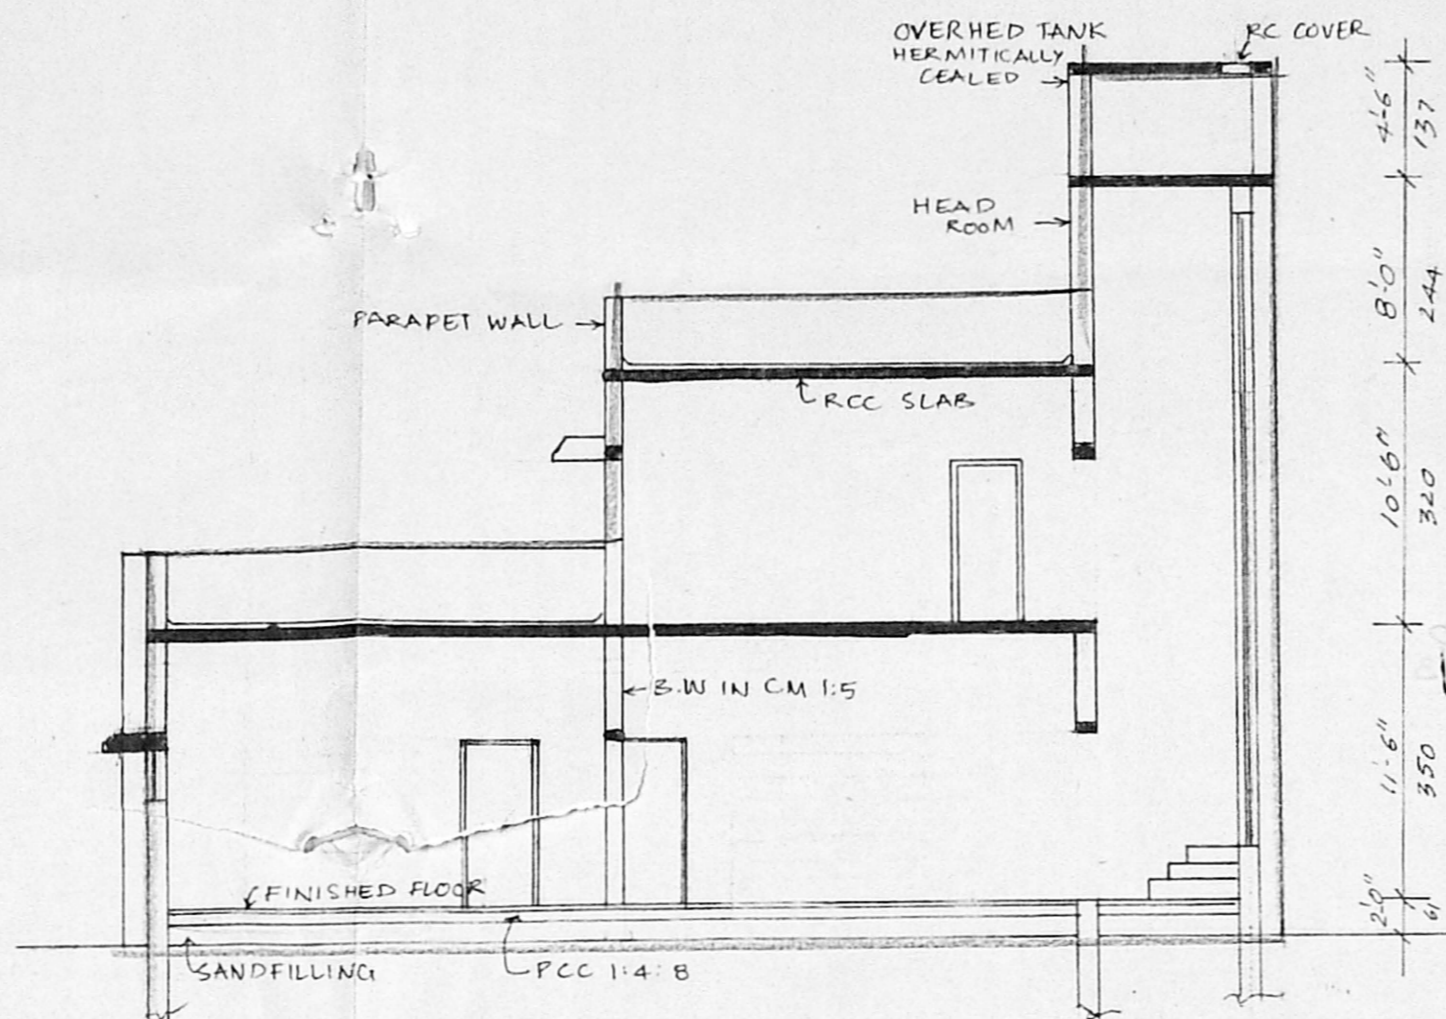 OVERHED TANK
HERMITICALLY
CEALED
RC COVER
4'-6"
137
HEAD
ROOM
8'-0"
244
PARAPET WALL
RCC SLAB
10'-6"
320
B.W IN CM 1:5
11'-6"
350
FINISHED FLOOR
2'-0"
61
SANDFILLING
PCC 1:4:8